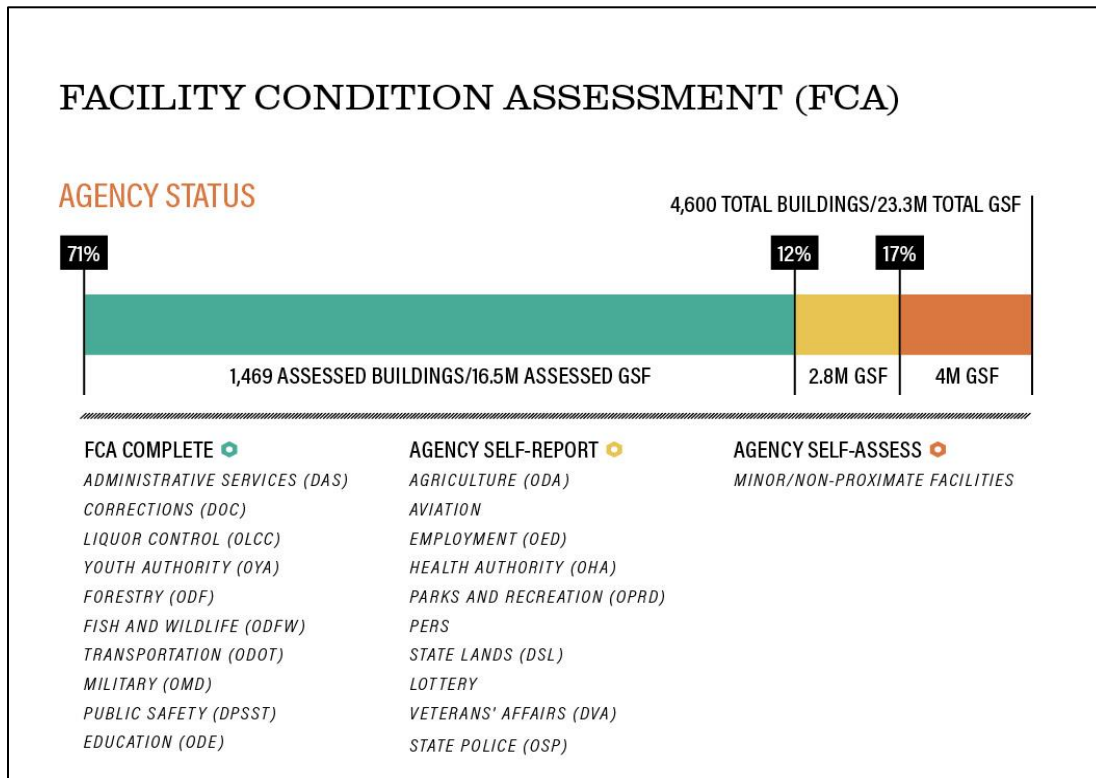 FACILITY CONDITION ASSESSMENT (FCA)
AGENCY STATUS
4,600 TOTAL BUILDINGS/23.3M TOTAL GSF
71%
12%
17%
1,469 ASSESSED BUILDINGS/16.5M ASSESSED GSF
2.8M GSF
4M GSF
FCA COMPLETE
ADMINISTRATIVE SERVICES (DAS)
CORRECTIONS (DOC)
LIQUOR CONTROL (OLCC)
YOUTH AUTHORITY (OYA)
FORESTRY (ODF)
FISH AND WILDLIFE (ODFW)
TRANSPORTATION (ODOT)
MILITARY (OMD)
PUBLIC SAFETY (DPSST)
EDUCATION (ODE)
AGENCY SELF-REPORT
AGRICULTURE (ODA)
AVIATION
EMPLOYMENT (OED)
HEALTH AUTHORITY (OHA)
PARKS AND RECREATION (OPRD)
PERS
STATE LANDS (DSL)
LOTTERY
VETERANS' AFFAIRS (DVA)
STATE POLICE (OSP)
AGENCY SELF-ASSESS
MINOR/NON-PROXIMATE FACILITIES